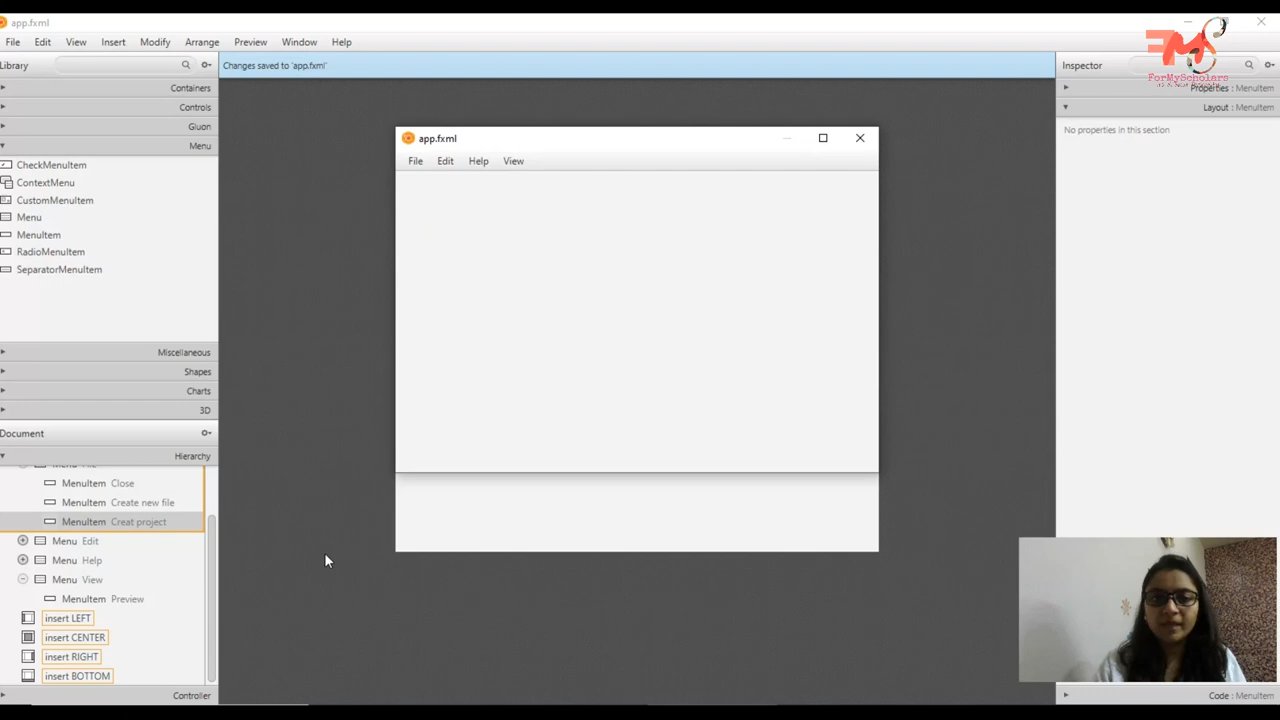 app.fxml
File Edit View Insert Modify Arrange Preview Window Help
Library
Changes saved to 'app.fxml'
Inspector
ForMyScholars
Containers
Controls
Gluon
Menu
CheckMenuItem
ContextMenu
CustomMenuItem
Menu
MenuItem
RadioMenuItem
SeparatorMenuItem
Miscellaneous
Shapes
Charts
3D
Document
Hierarchy
MenuItem Close
MenuItem Create new file
MenuItem Creat project
Menu Edit
Menu Help
Menu View
MenuItem Preview
insert LEFT
insert CENTER
insert RIGHT
insert BOTTOM
Controller
app.fxml
File Edit Help View
Properties : MenuItem
Layout : MenuItem
No properties in this section
Code : MenuItem